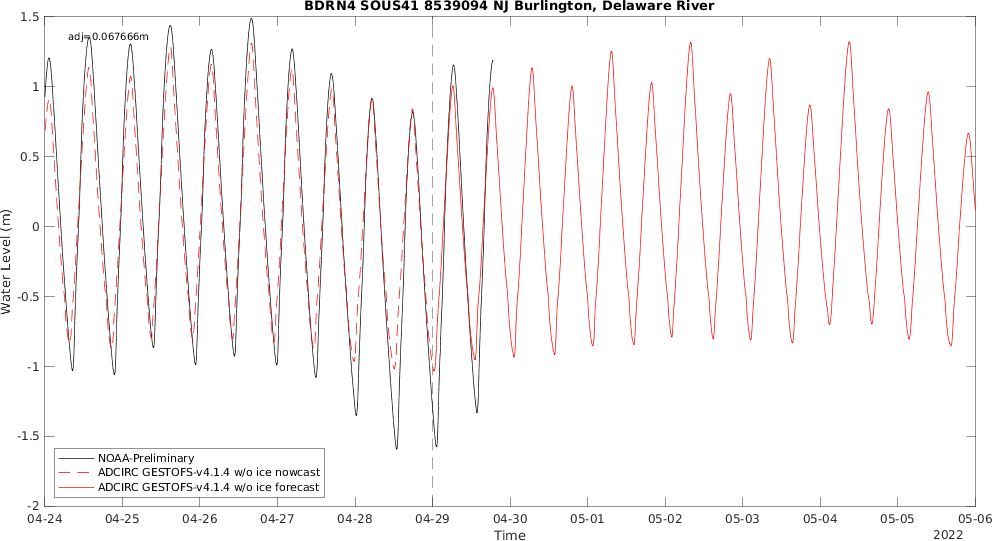 BDRN4 SOUS41 8539094 NJ Burlington, Delaware River
adj=0.067666m
1.5
1
0.5
0
-0.5
-1
-1.5
-2
Water Level (m)
NOAA-Preliminary
ADCIRC GESTOFS-v4.1.4 w/o ice nowcast
ADCIRC GESTOFS-v4.1.4 w/o ice forecast
04-24 04-25 04-26 04-27 04-28 04-29 04-30 05-01 05-02 05-03 05-04 05-05 05-06
Time
2022